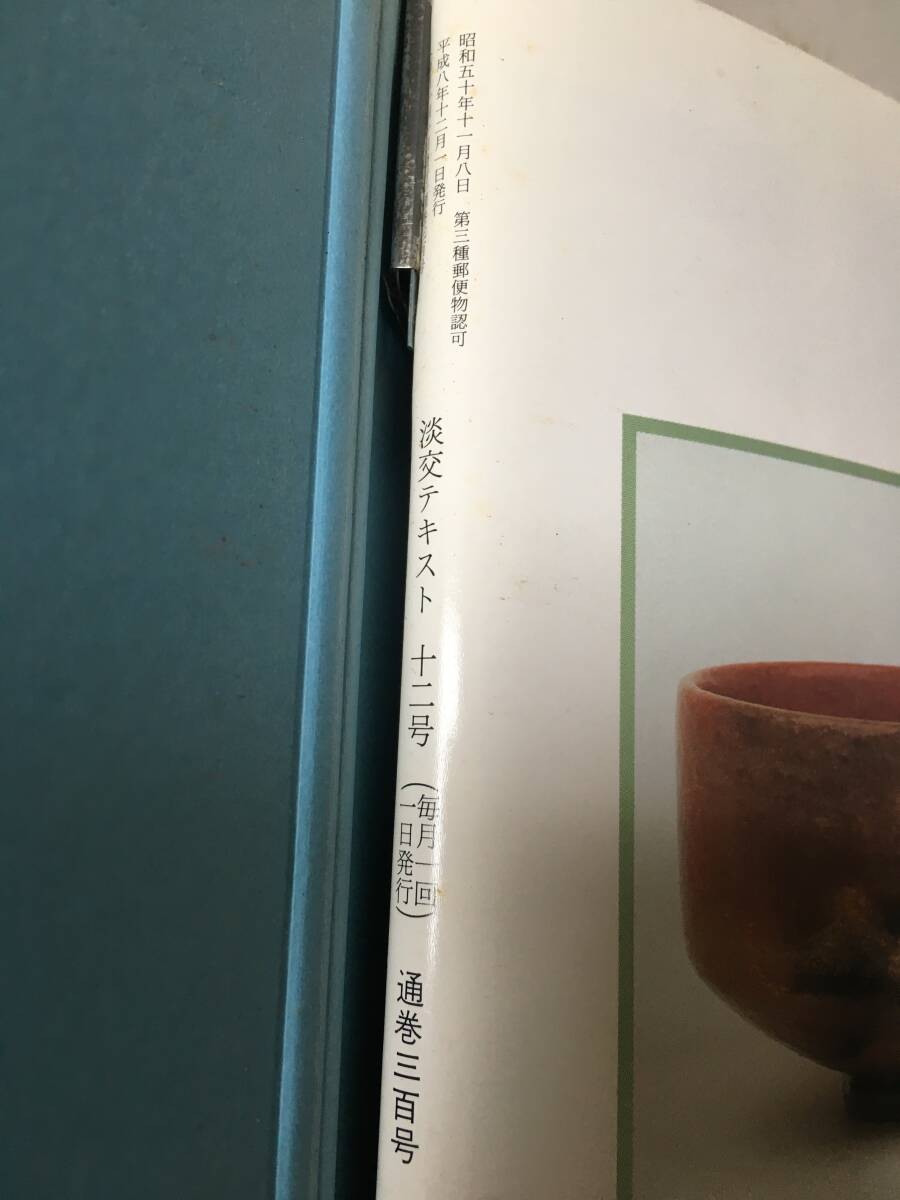 昭和五十年十一月八日　第三種郵便物認可
平成八年十二月一日発行
淡交テキスト　十二号
（毎月一回
一日発行）
通巻三百号